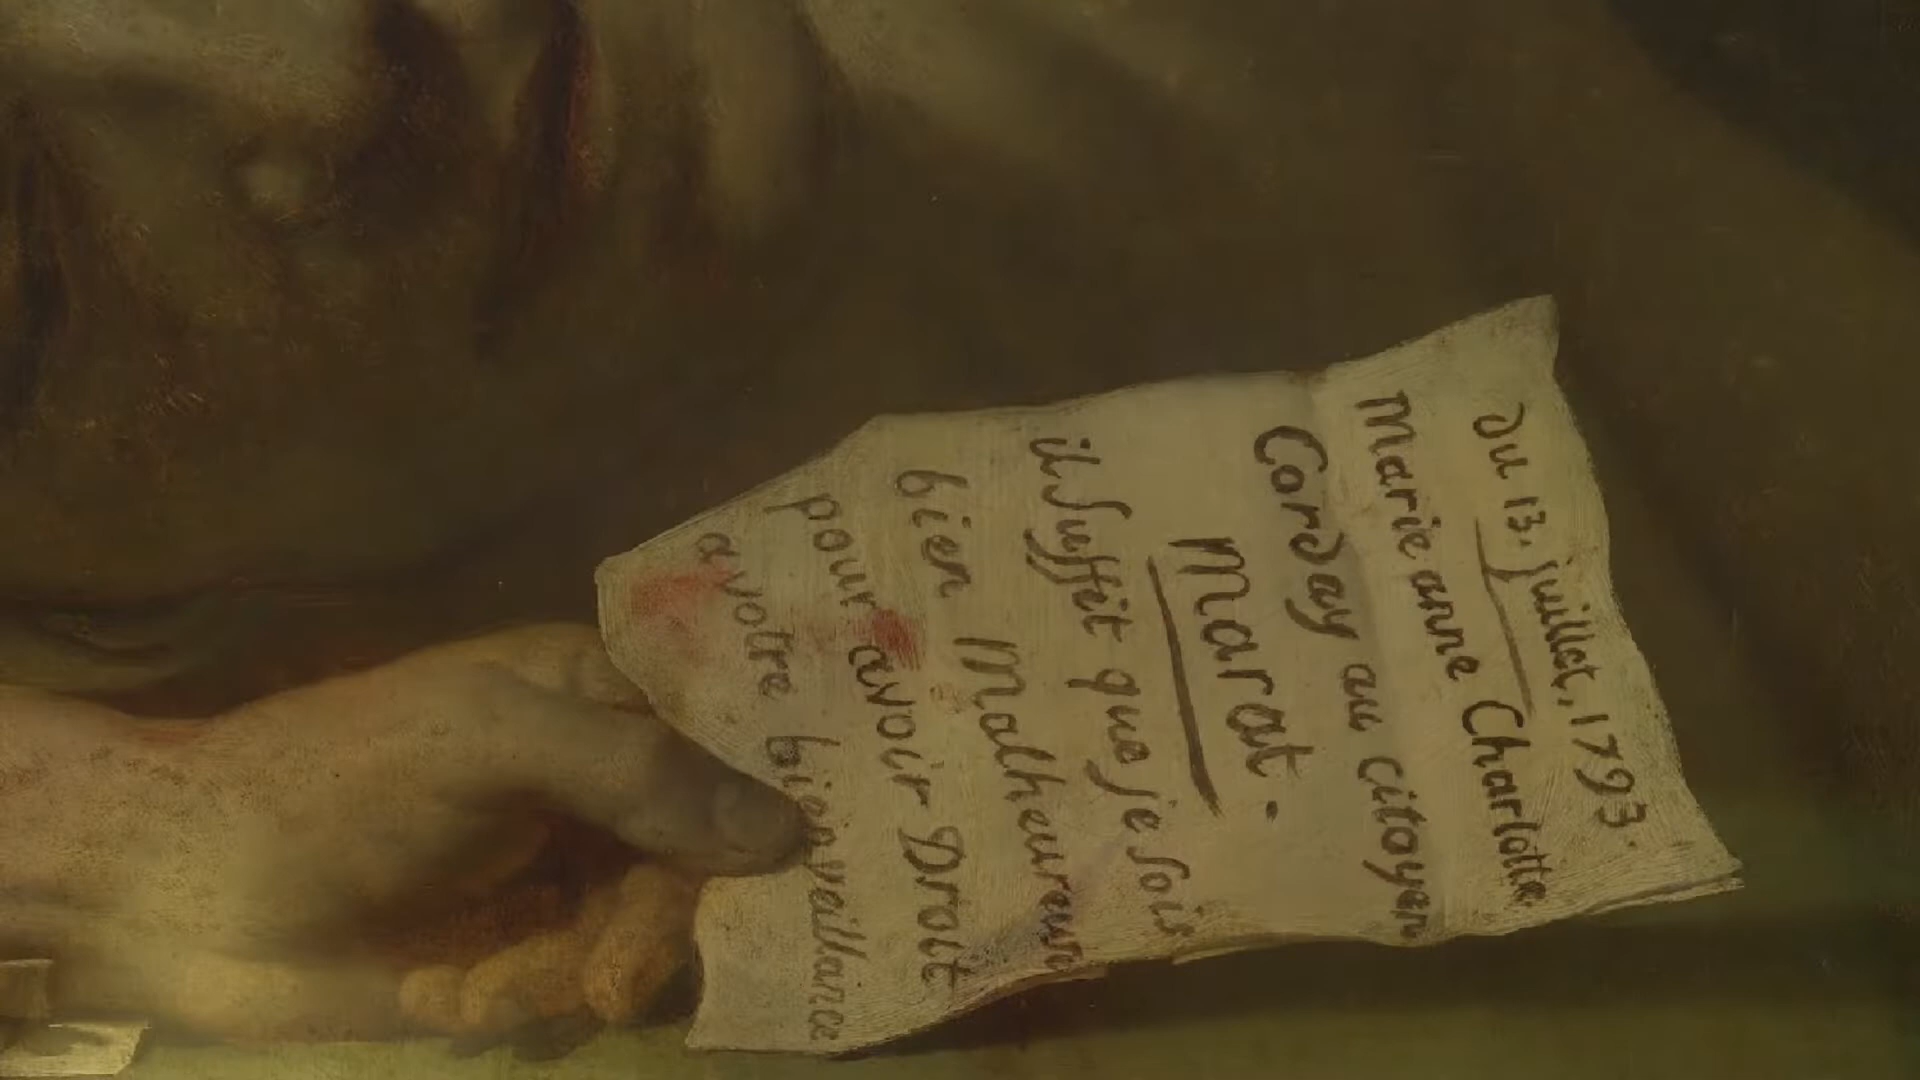 Du 13. juillet, 1793.
Marie anne Charlotte
Corday au citoyen
Marat.
il suffit que je sois
bien Malheureuse
pour avoir Droit
a votre bienveillance